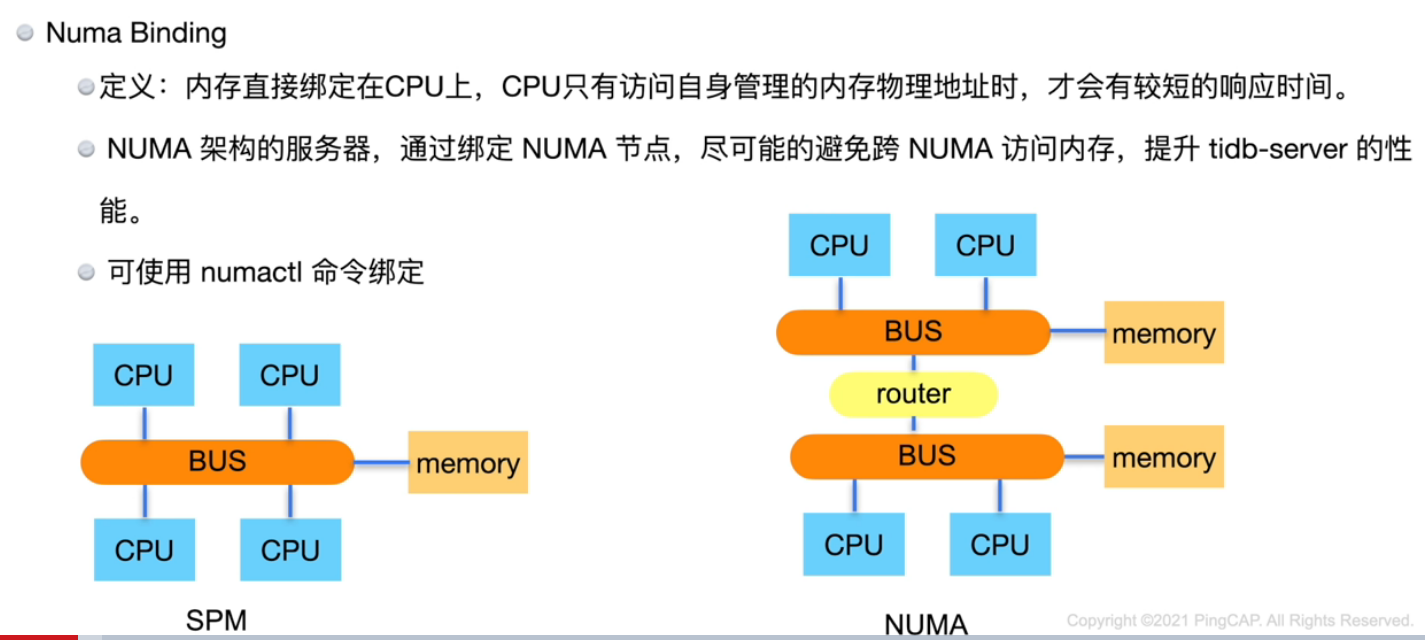 Numa Binding
定义：内存直接绑定在CPU上，CPU只有访问自身管理的内存物理地址时，才会有较短的响应时间。
NUMA 架构的服务器，通过绑定 NUMA 节点，尽可能的避免跨 NUMA 访问内存，提升 tidb-server 的性
能。
可使用 numactl 命令绑定
CPU CPU
BUS
memory
CPU CPU
SPM
CPU CPU
BUS
memory
router
BUS
memory
CPU CPU
NUMA
Copyright ©2021 PingCAP. All Rights Reserved.